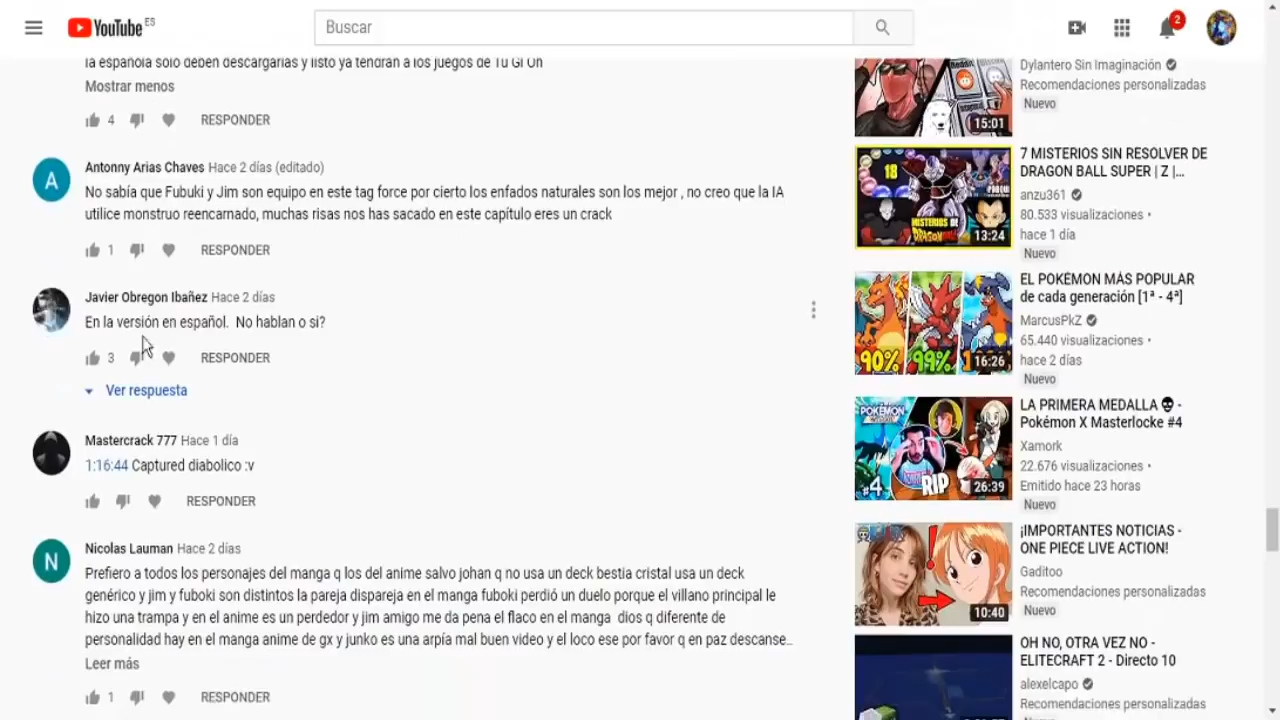 YouTube ES
Buscar
2
la española solo deben descargarlas y listo ya tendrán a los juegos de Yu Gi Oh
Mostrar menos
4 RESPONDER
A
Antonny Arias Chaves Hace 2 días (editado)
No sabía que Fubuki y Jim son equipo en este tag force por cierto los enfados naturales son los mejor , no creo que la IA
utilice monstruo reencarnado, muchas risas nos has sacado en este capítulo eres un crack
1 RESPONDER
Javier Obregon Ibañez Hace 2 días
En la versión en español. No hablan o si?
3 RESPONDER
Ver respuesta
Mastercrack 777 Hace 1 día
1:16:44 Captured diabolico :v
RESPONDER
N
Nicolas Lauman Hace 2 días
Prefiero a todos los personajes del manga q los del anime salvo johan q no usa un deck bestia cristal usa un deck
genérico y jim y fuboki son distintos la pareja dispareja en el manga fuboki perdió un duelo porque el villano principal le
hizo una trampa y en el anime es un perdedor y jim amigo me da pena el flaco en el manga dios q diferente de
personalidad hay en el manga anime de gx y junko es una arpía mal buen video y el loco ese por favor q en paz descanse...
Leer más
1 RESPONDER
15:01
Dylantero Sin Imaginación
Recomendaciones personalizadas
Nuevo
18
MISTERIOS DE
DRAGON BALL
13:24
7 MISTERIOS SIN RESOLVER DE
DRAGON BALL SUPER | Z |...
anzu361
80.533 visualizaciones •
hace 1 día
Nuevo
90% 99%
16:26
EL POKÉMON MÁS POPULAR
de cada generación [1ª - 4ª]
MarcusPkZ
65.440 visualizaciones •
hace 2 días
Nuevo
POKÉMON
#4 RIP
26:39
LA PRIMERA MEDALLA 💀 -
Pokémon X Masterlocke #4
Xamork
22.676 visualizaciones •
Emitido hace 23 horas
Nuevo
10:40
¡IMPORTANTES NOTICIAS -
ONE PIECE LIVE ACTION!
Gaditoo
Recomendaciones personalizadas
Nuevo
OH NO, OTRA VEZ NO -
ELITECRAFT 2 - Directo 10
alexelcapo
Recomendaciones personalizadas